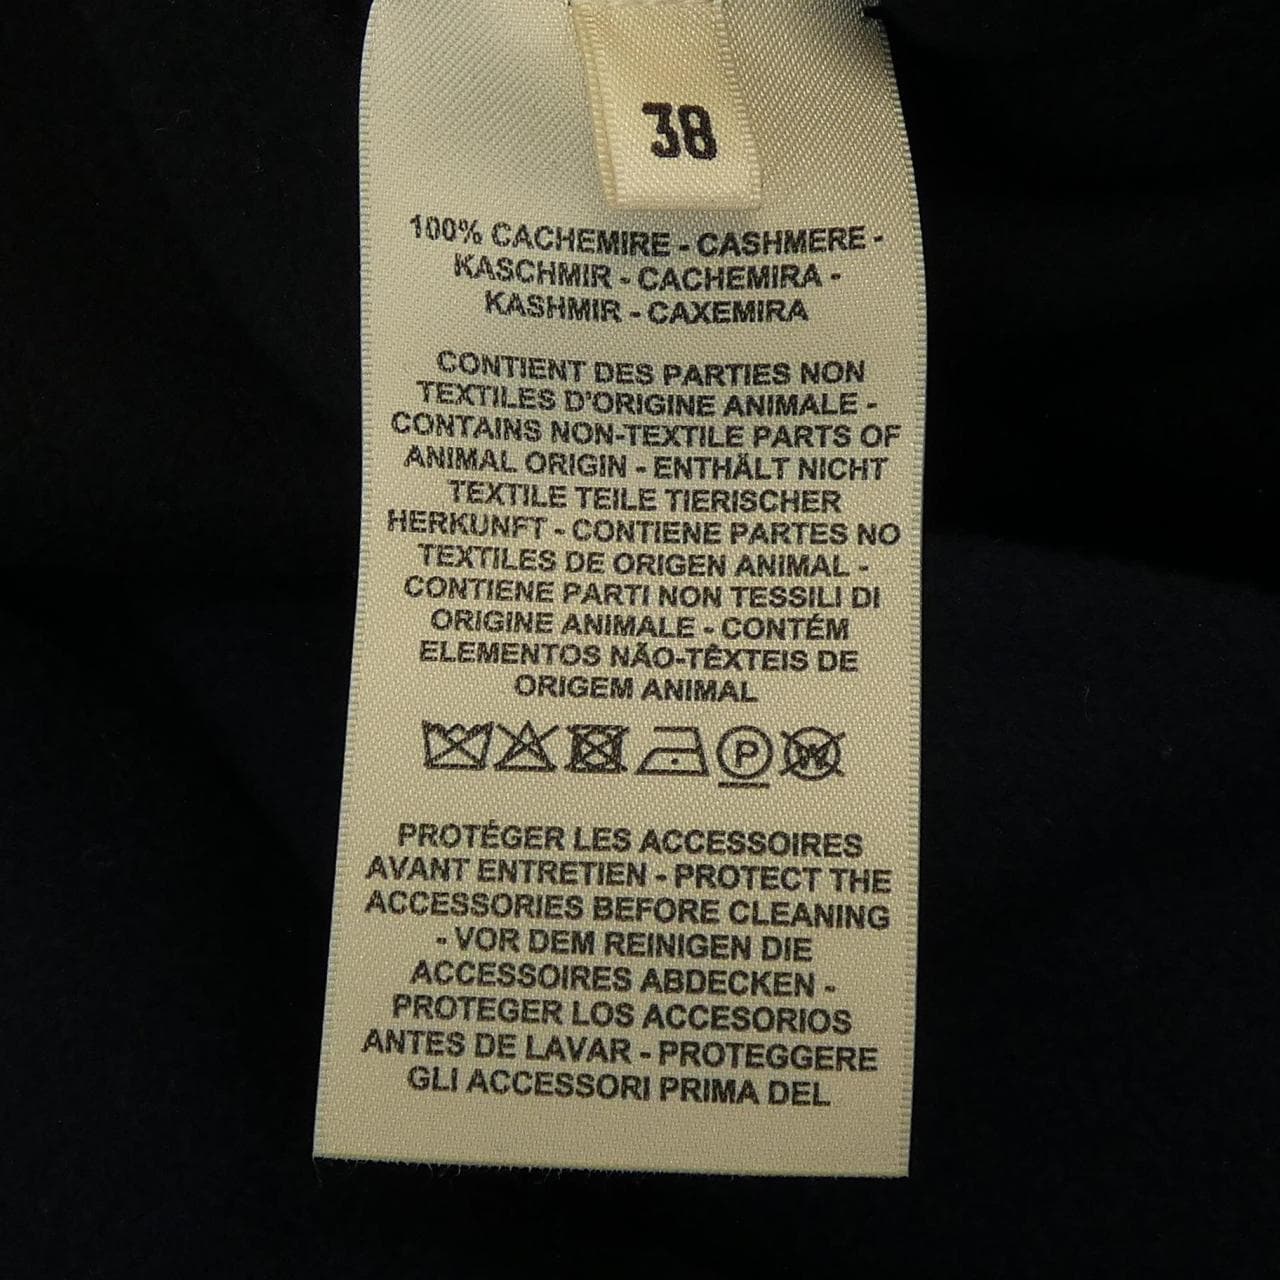 38
100% CACHEMIRE - CASHMERE -
KASCHMIR - CACHEMIRA -
KASHMIR - CAXEMIRA
CONTIENT DES PARTIES NON
TEXTILES D'ORIGINE ANIMALE -
CONTAINS NON-TEXTILE PARTS OF
ANIMAL ORIGIN - ENTHÄLT NICHT
TEXTILE TEILE TIERISCHER
HERKUNFT - CONTIENE PARTES NO
TEXTILES DE ORIGEN ANIMAL -
CONTIENE PARTI NON TESSILI DI
ORIGINE ANIMALE - CONTÉM
ELEMENTOS NÃO-TÊXTEIS DE
ORIGEM ANIMAL
P W
PROTÉGER LES ACCESSOIRES
AVANT ENTRETIEN - PROTECT THE
ACCESSORIES BEFORE CLEANING
- VOR DEM REINIGEN DIE
ACCESSOIRES ABDECKEN -
PROTEGER LOS ACCESORIOS
ANTES DE LAVAR - PROTEGGERE
GLI ACCESSORI PRIMA DEL